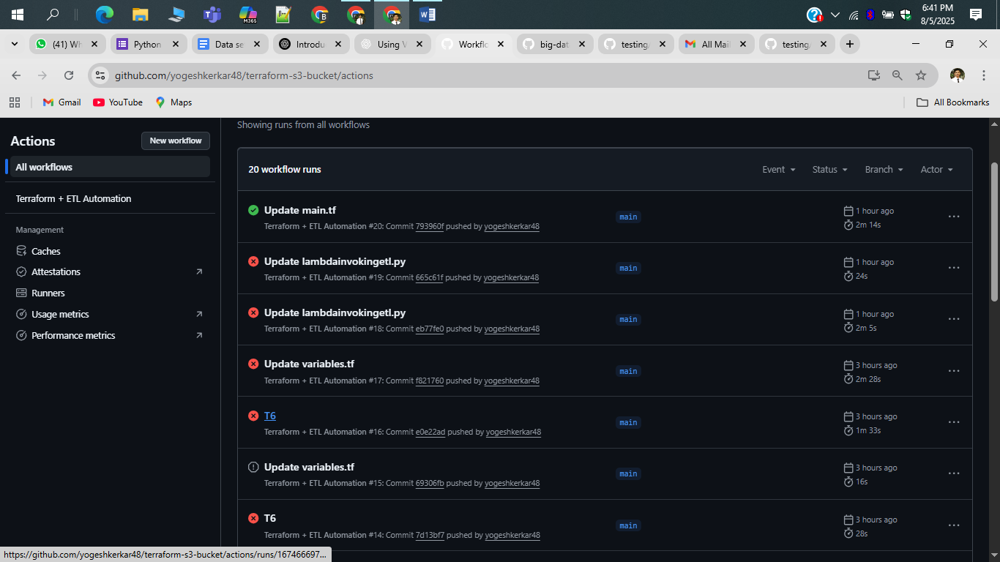 M365
6:41 PM
8/5/2025
(41) Wh
Python
Data se
Introdu
Using V
Workflo
big-dat
testing/
All Mail
testing/
github.com/yogeshkerkar48/terraform-s3-bucket/actions
Gmail
YouTube
Maps
All Bookmarks
Actions
New workflow
All workflows
Terraform + ETL Automation
Management
Caches
Attestations
Runners
Usage metrics
Performance metrics
Showing runs from all workflows
20 workflow runs
Event
Status
Branch
Actor
Update main.tf
Terraform + ETL Automation #20: Commit 793960f pushed by yogeshkerkar48
main
1 hour ago
2m 14s
Update lambdainvokingetl.py
Terraform + ETL Automation #19: Commit 665c61f pushed by yogeshkerkar48
main
1 hour ago
24s
Update lambdainvokingetl.py
Terraform + ETL Automation #18: Commit eb77fe0 pushed by yogeshkerkar48
main
1 hour ago
2m 5s
Update variables.tf
Terraform + ETL Automation #17: Commit f821760 pushed by yogeshkerkar48
main
3 hours ago
2m 28s
T6
Terraform + ETL Automation #16: Commit e0e22ad pushed by yogeshkerkar48
main
3 hours ago
1m 33s
Update variables.tf
Terraform + ETL Automation #15: Commit 69306fb pushed by yogeshkerkar48
main
3 hours ago
16s
T6
Terraform + ETL Automation #14: Commit 7d13bf7 pushed by yogeshkerkar48
main
3 hours ago
28s
https://github.com/yogeshkerkar48/terraform-s3-bucket/actions/runs/167466697...